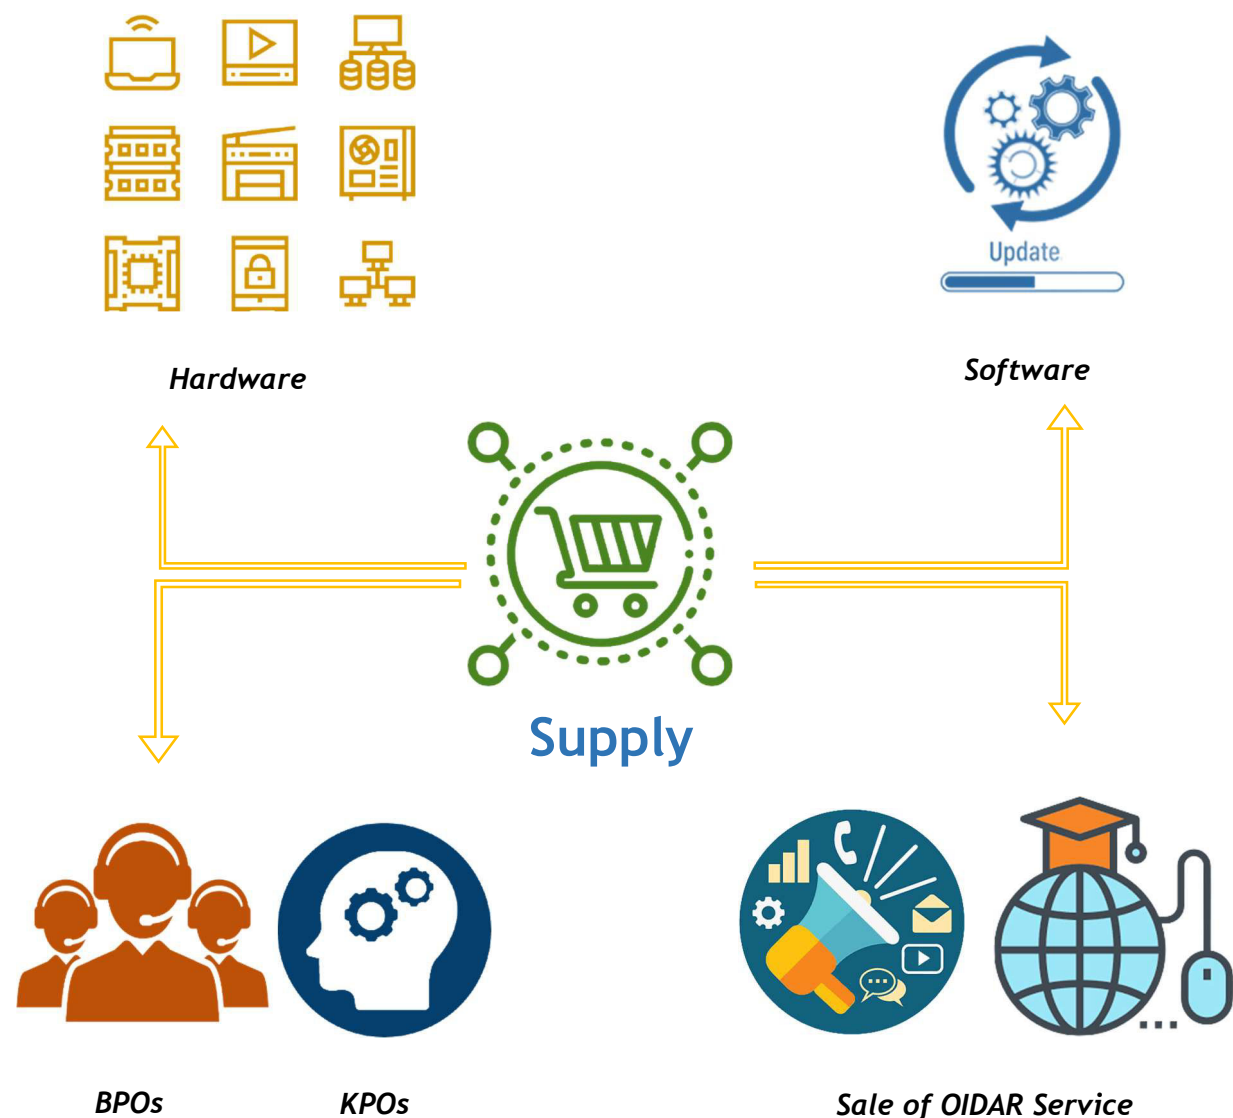 Update
Hardware
Software
Supply
BPOs
KPOs
Sale of OIDAR Service